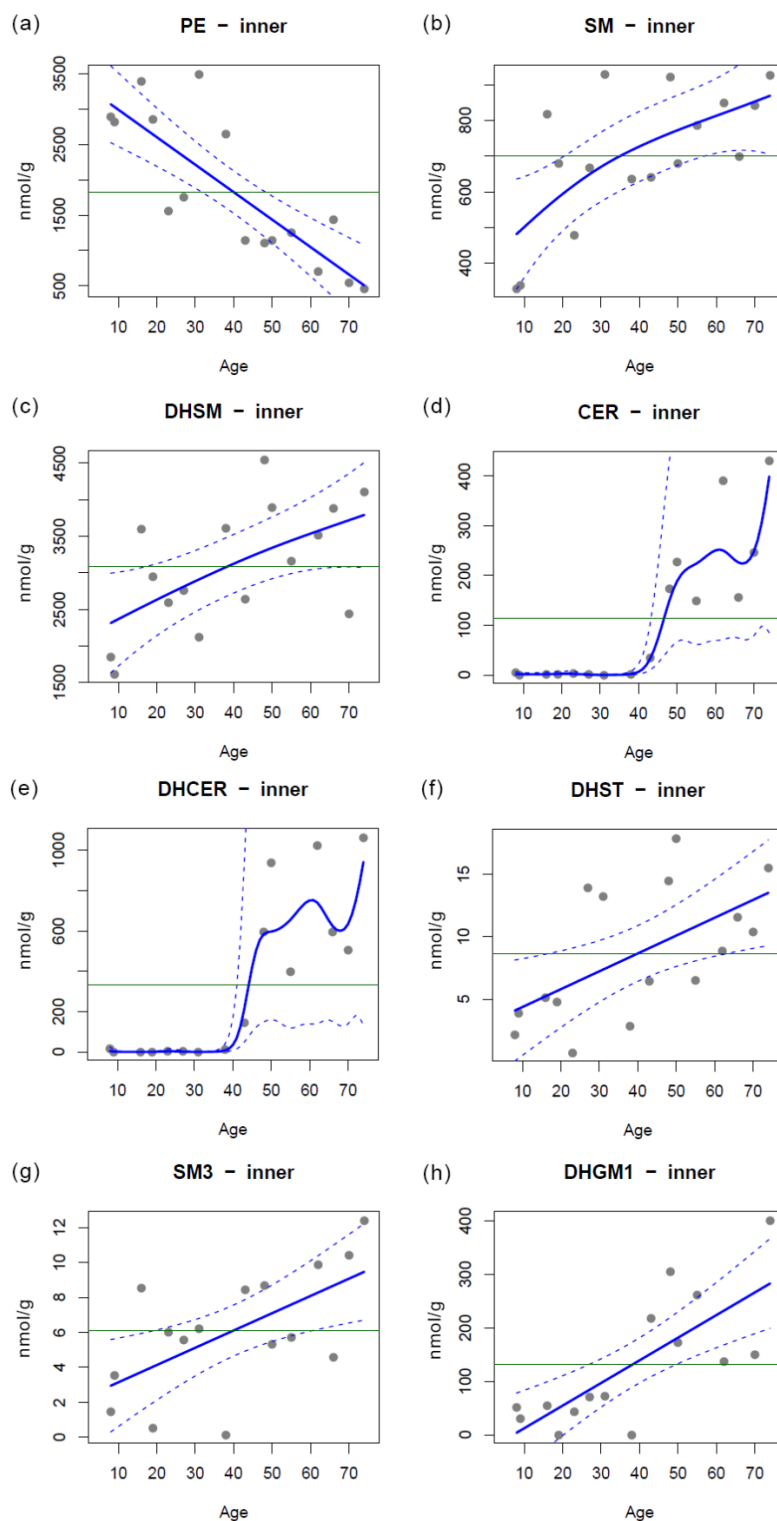 (a) PE − inner
3500
2500
1500
500
nmol/g
10 20 30 40 50 60 70
Age
(b) SM − inner
800
600
400
nmol/g
10 20 30 40 50 60 70
Age
(c) DHSM − inner
4500
3500
2500
1500
nmol/g
10 20 30 40 50 60 70
Age
(d) CER − inner
400
300
200
100
0
nmol/g
10 20 30 40 50 60 70
Age
(e) DHCER − inner
1000
600
200
0
nmol/g
10 20 30 40 50 60 70
Age
(f) DHST − inner
15
10
5
nmol/g
10 20 30 40 50 60 70
Age
(g) SM3 − inner
12
10
8
6
4
2
0
nmol/g
10 20 30 40 50 60 70
Age
(h) DHGM1 − inner
400
300
200
100
0
nmol/g
10 20 30 40 50 60 70
Age